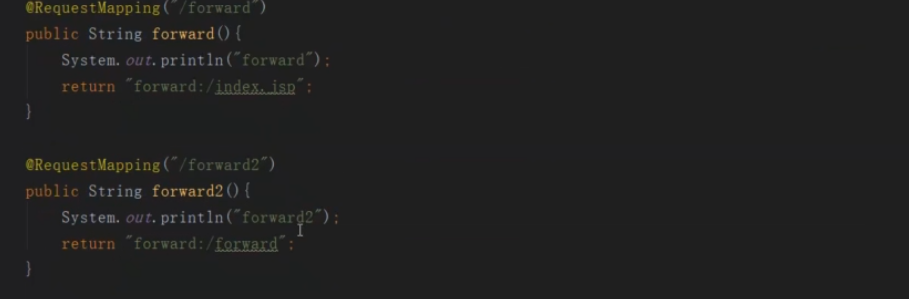 @RequestMapping("/forward")
public String forward(){
System.out.println("forward");
return "forward:/index.jsp";
}
@RequestMapping("/forward2")
public String forward2(){
System.out.println("forward2");
return "forward:/forward";
}